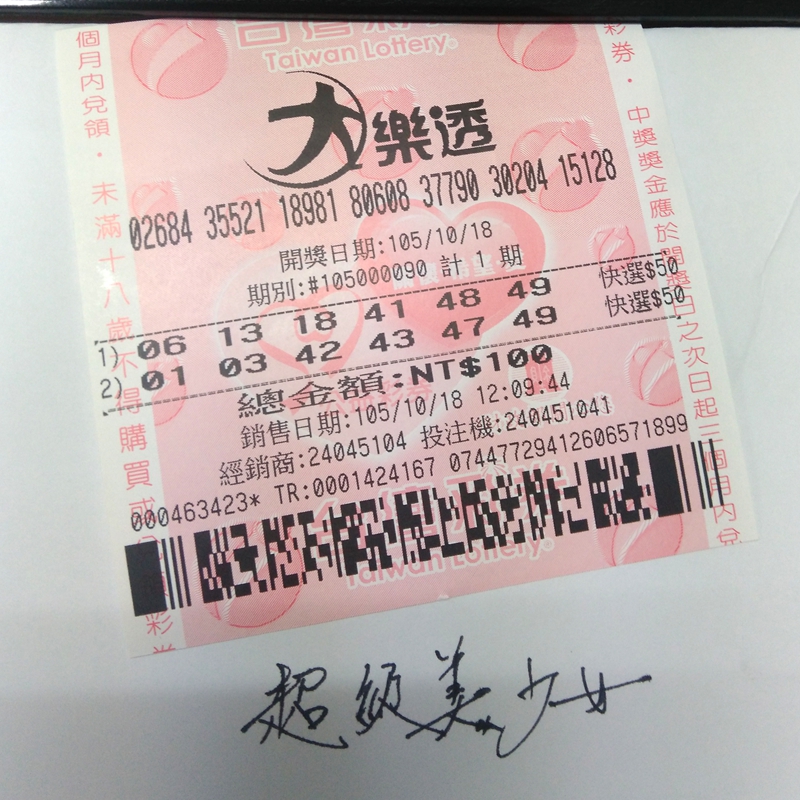 台灣彩券
Taiwan Lottery
大樂透
02684 35521 18981 80608 37790 30204 15128
開獎日期:105/10/18
期別:#105000090 計 1 期
1) 06 13 18 41 48 49 快選$50
2) 01 03 42 43 47 49 快選$50
總金額:NT$100
銷售日期:105/10/18 12:09:44
經銷商:24045104 投注機:240451041
000463423* TR:0001424167 07447729412606571899
Taiwan Lottery
個月內兌領・未滿十八歲不得購買或兌領彩券
彩券・中獎獎金應於開獎日之次日起三個月內兌
超級美少女